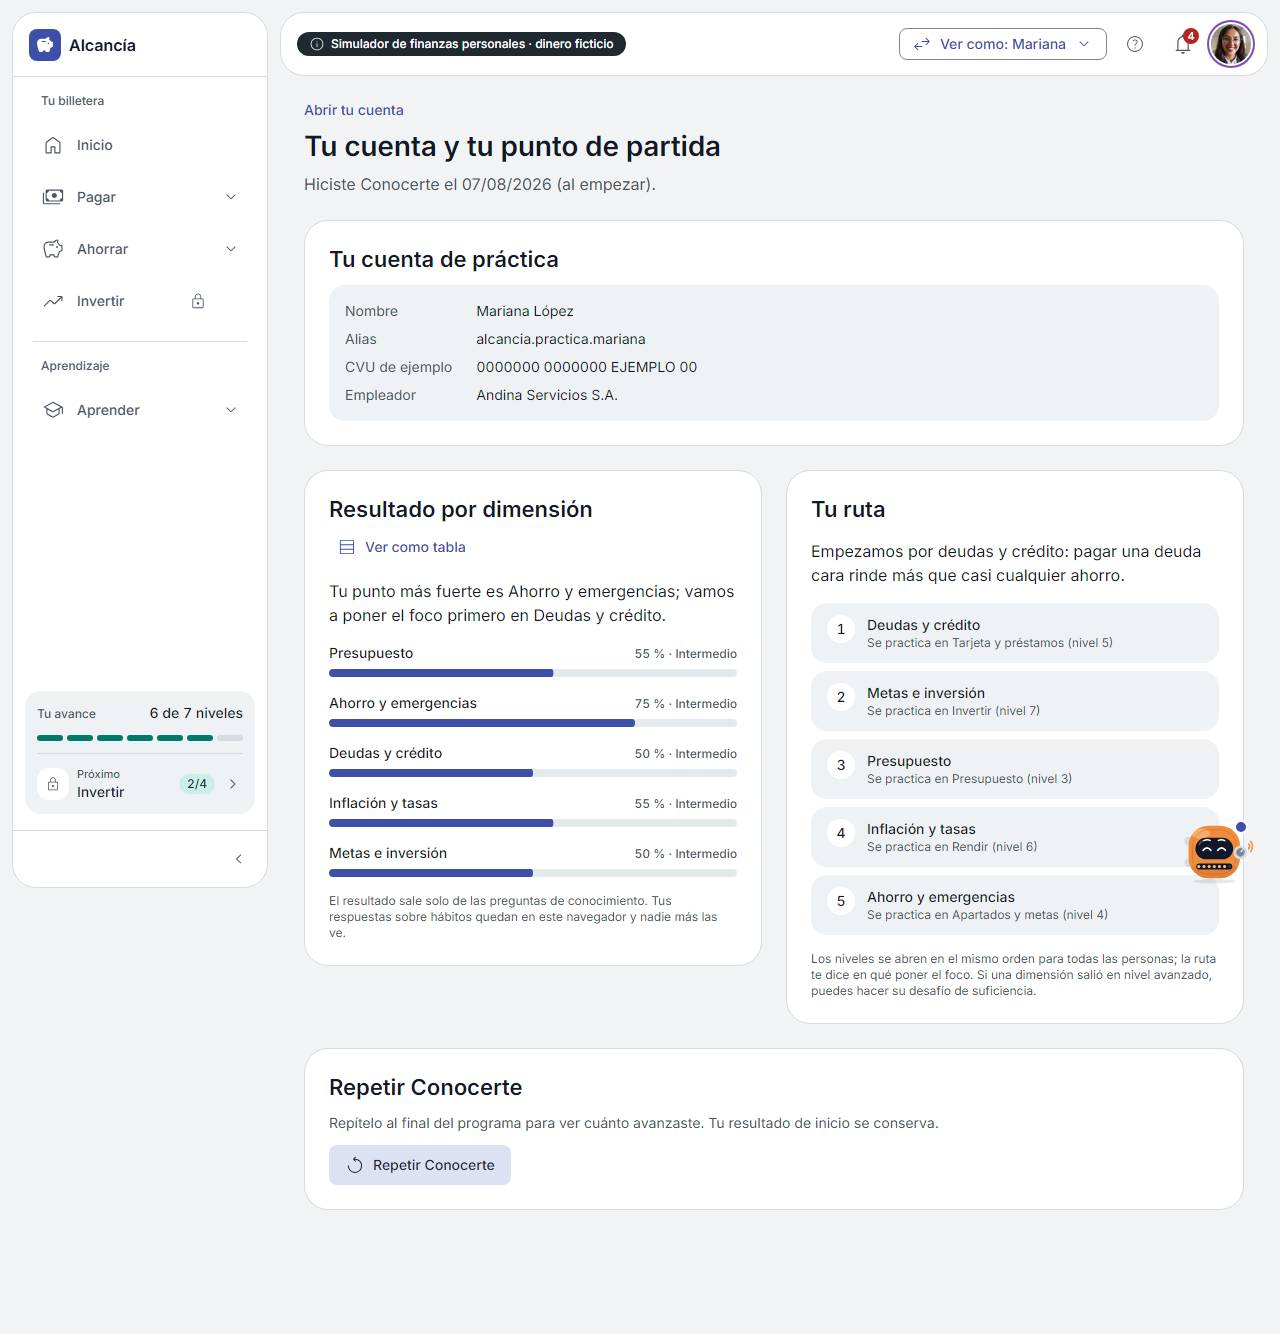 Alcancía
Tu billetera
Inicio
Pagar
Ahorrar
Invertir
Aprendizaje
Aprender
Tu avance
6 de 7 niveles
Próximo
Invertir
2/4
Simulador de finanzas personales · dinero ficticio
Ver como: Mariana
4
Abrir tu cuenta
Tu cuenta y tu punto de partida
Hiciste Conocerte el 07/08/2026 (al empezar).
Tu cuenta de práctica
Nombre Mariana López
Alias alcancia.practica.mariana
CVU de ejemplo 0000000 0000000 EJEMPLO 00
Empleador Andina Servicios S.A.
Resultado por dimensión
Ver como tabla
Tu punto más fuerte es Ahorro y emergencias; vamos
a poner el foco primero en Deudas y crédito.
Presupuesto 55 % · Intermedio
Ahorro y emergencias 75 % · Intermedio
Deudas y crédito 50 % · Intermedio
Inflación y tasas 55 % · Intermedio
Metas e inversión 50 % · Intermedio
El resultado sale solo de las preguntas de conocimiento. Tus
respuestas sobre hábitos quedan en este navegador y nadie más las
ve.
Tu ruta
Empezamos por deudas y crédito: pagar una deuda
cara rinde más que casi cualquier ahorro.
1 Deudas y crédito
Se practica en Tarjeta y préstamos (nivel 5)
2 Metas e inversión
Se practica en Invertir (nivel 7)
3 Presupuesto
Se practica en Presupuesto (nivel 3)
4 Inflación y tasas
Se practica en Rendir (nivel 6)
5 Ahorro y emergencias
Se practica en Apartados y metas (nivel 4)
Los niveles se abren en el mismo orden para todas las personas; la ruta
te dice en qué poner el foco. Si una dimensión salió en nivel avanzado,
puedes hacer su desafío de suficiencia.
Repetir Conocerte
Repítelo al final del programa para ver cuánto avanzaste. Tu resultado de inicio se conserva.
Repetir Conocerte